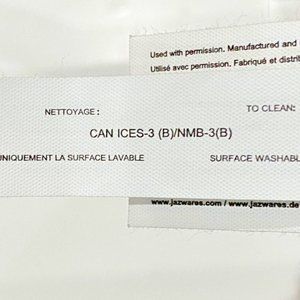 Used with permission. Manufactured and
Utilisé avec permission. Fabriqué et distrib
NETTOYAGE :
TO CLEAN:
CAN ICES-3 (B)/NMB-3(B)
UNIQUEMENT LA SURFACE LAVABLE
SURFACE WASHABL
www.jazwares.com / www.jazwares.de